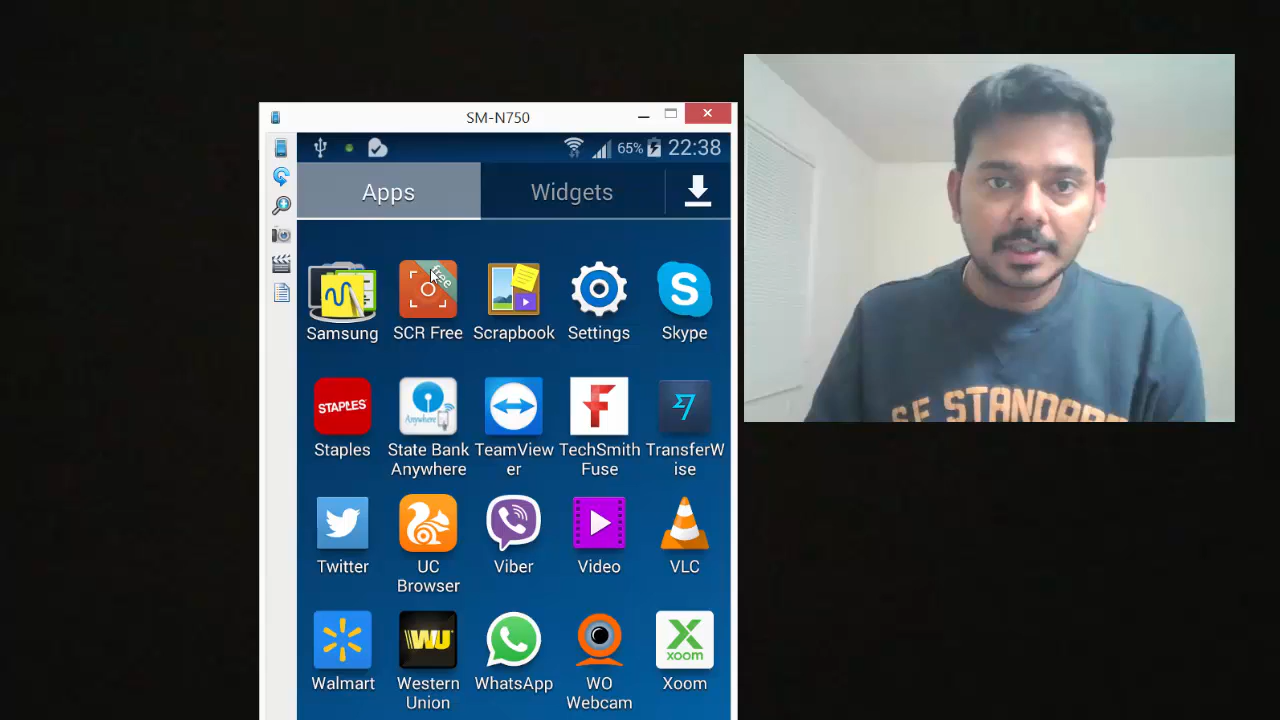 SM-N750
65%
22:38
Apps
Widgets
free
Samsung
SCR Free
Scrapbook
Settings
Skype
STAPLES
Anywhere
Staples
State Bank
Anywhere
TeamView
er
TechSmith
Fuse
TransferW
ise
Twitter
UC
Browser
Viber
Video
VLC
WU
xoom
Walmart
Western
Union
WhatsApp
WO
Webcam
Xoom
SF STANDARD